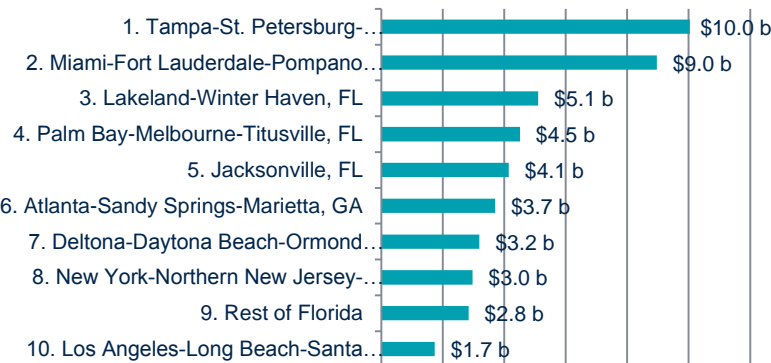 1. Tampa-St. Petersburg-… $10.0 b
2. Miami-Fort Lauderdale-Pompano… $9.0 b
3. Lakeland-Winter Haven, FL $5.1 b
4. Palm Bay-Melbourne-Titusville, FL $4.5 b
5. Jacksonville, FL $4.1 b
6. Atlanta-Sandy Springs-Marietta, GA $3.7 b
7. Deltona-Daytona Beach-Ormond… $3.2 b
8. New York-Northern New Jersey-… $3.0 b
9. Rest of Florida $2.8 b
10. Los Angeles-Long Beach-Santa… $1.7 b